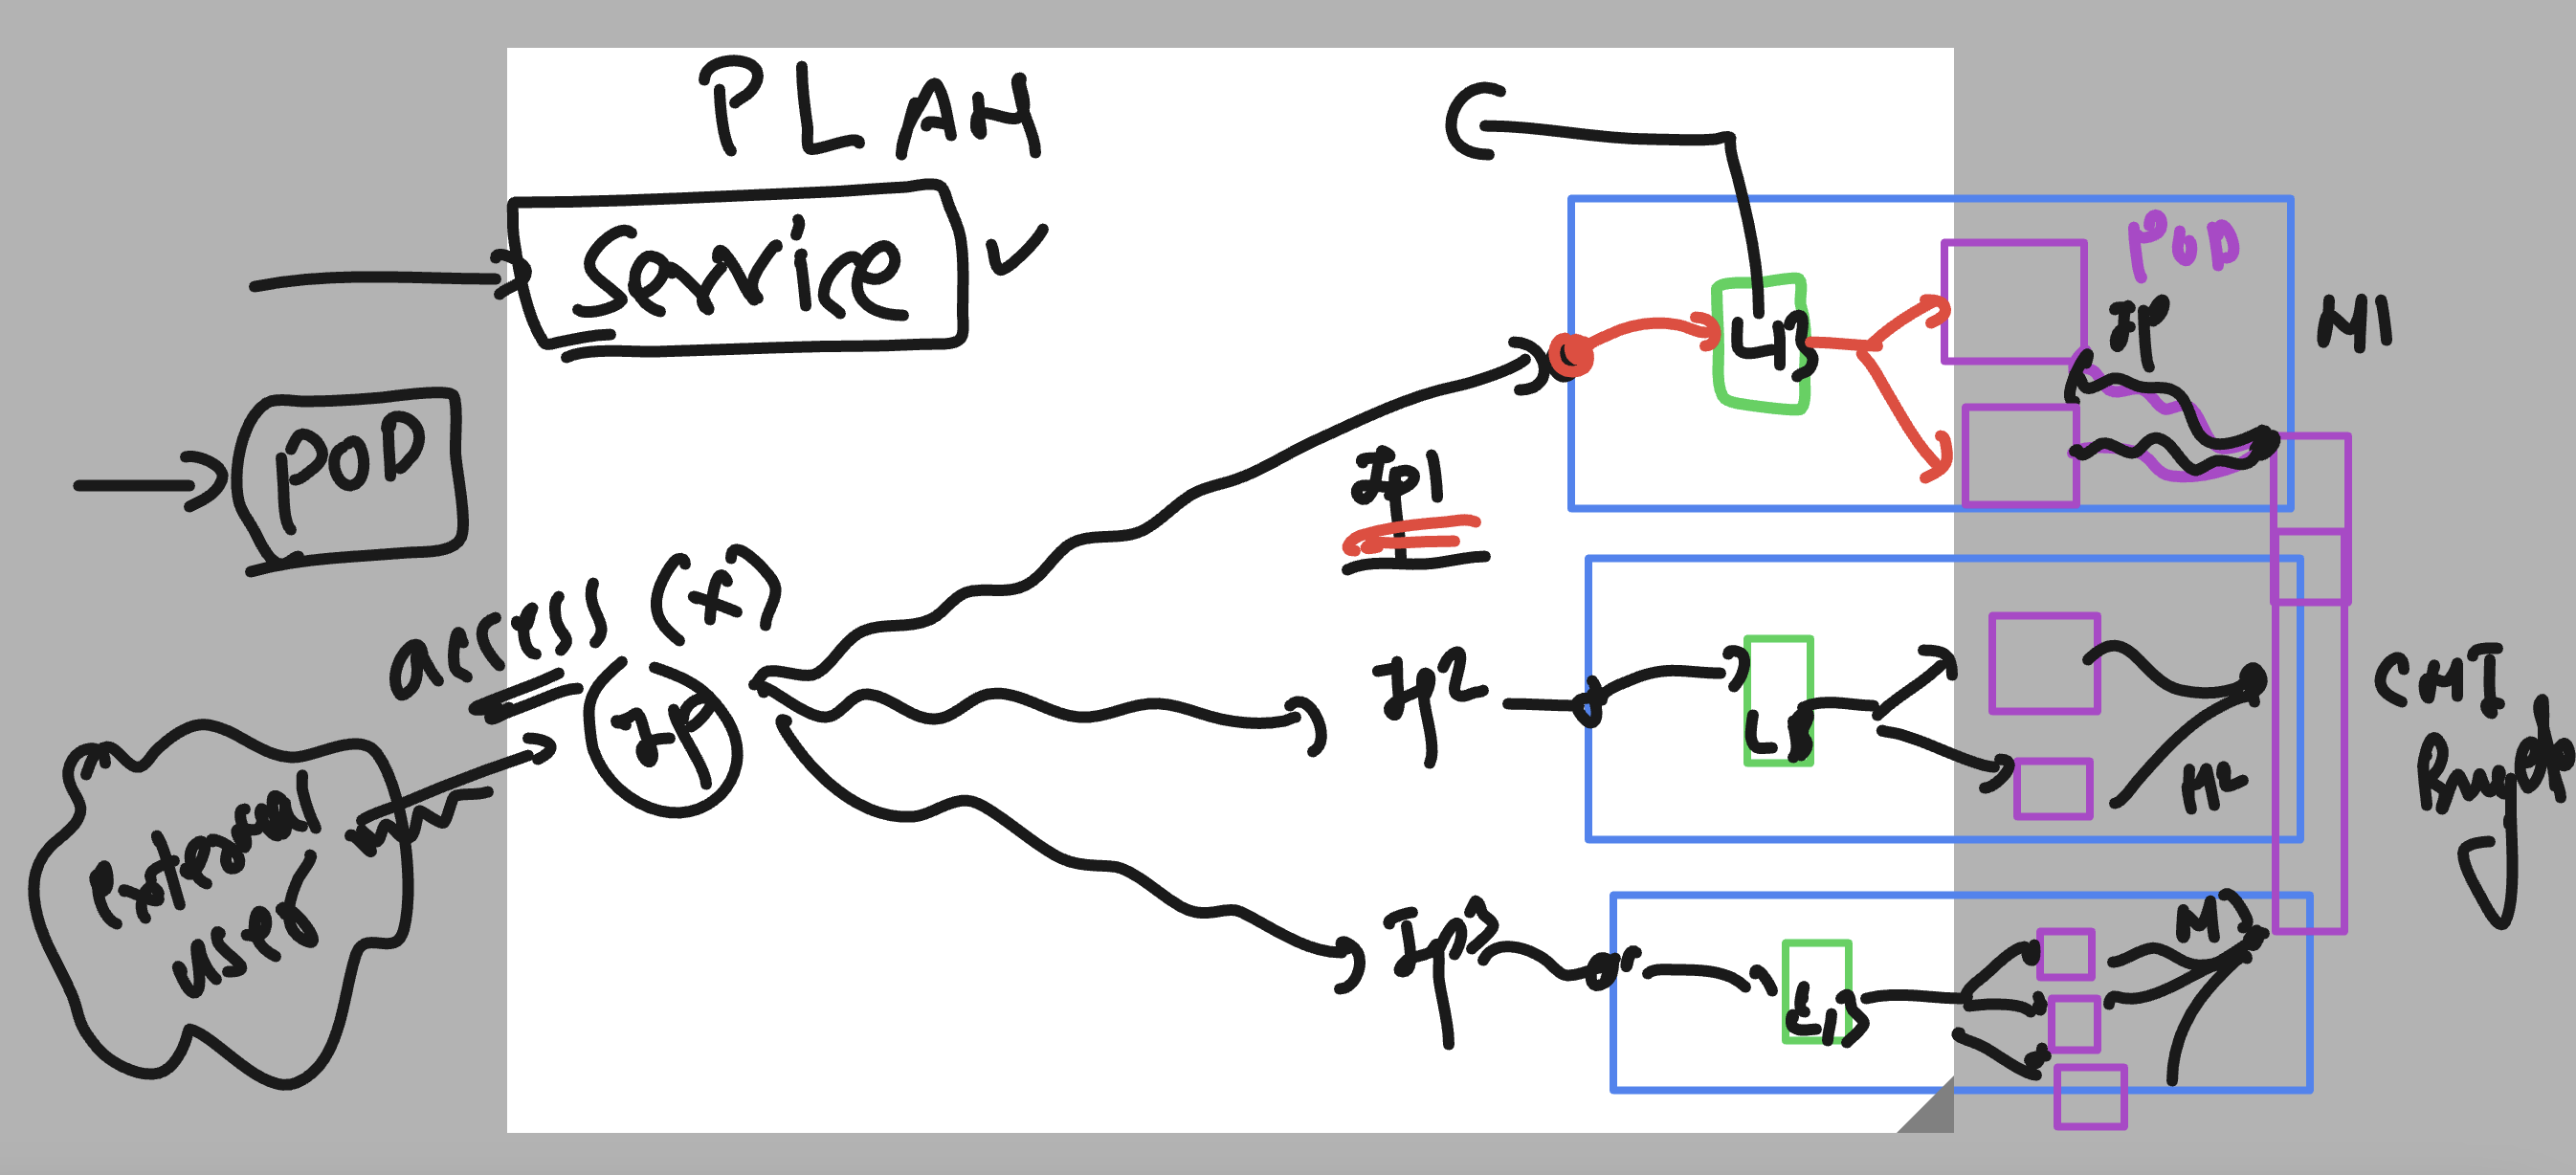 PLAN
Service
POD
access (x)
IP
External
user
C
LB
POD
IP
M1
IP1
IP2
LB
M2
IP3
LB
M3
CNI